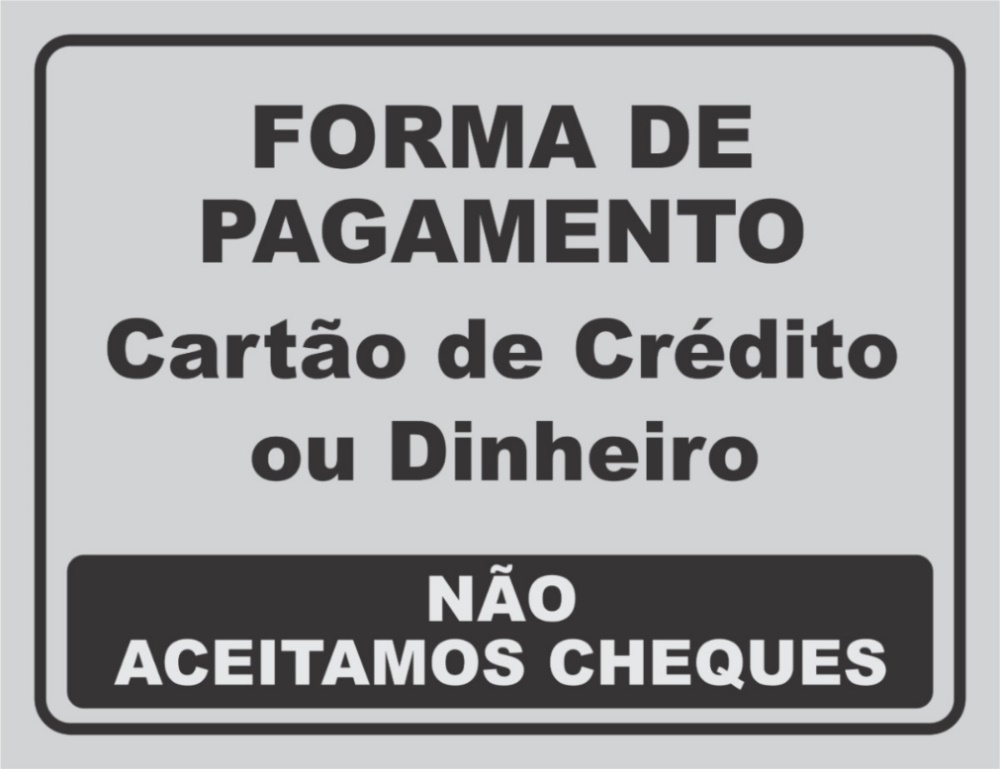 FORMA DE
PAGAMENTO
Cartão de Crédito
ou Dinheiro
NÃO
ACEITAMOS CHEQUES